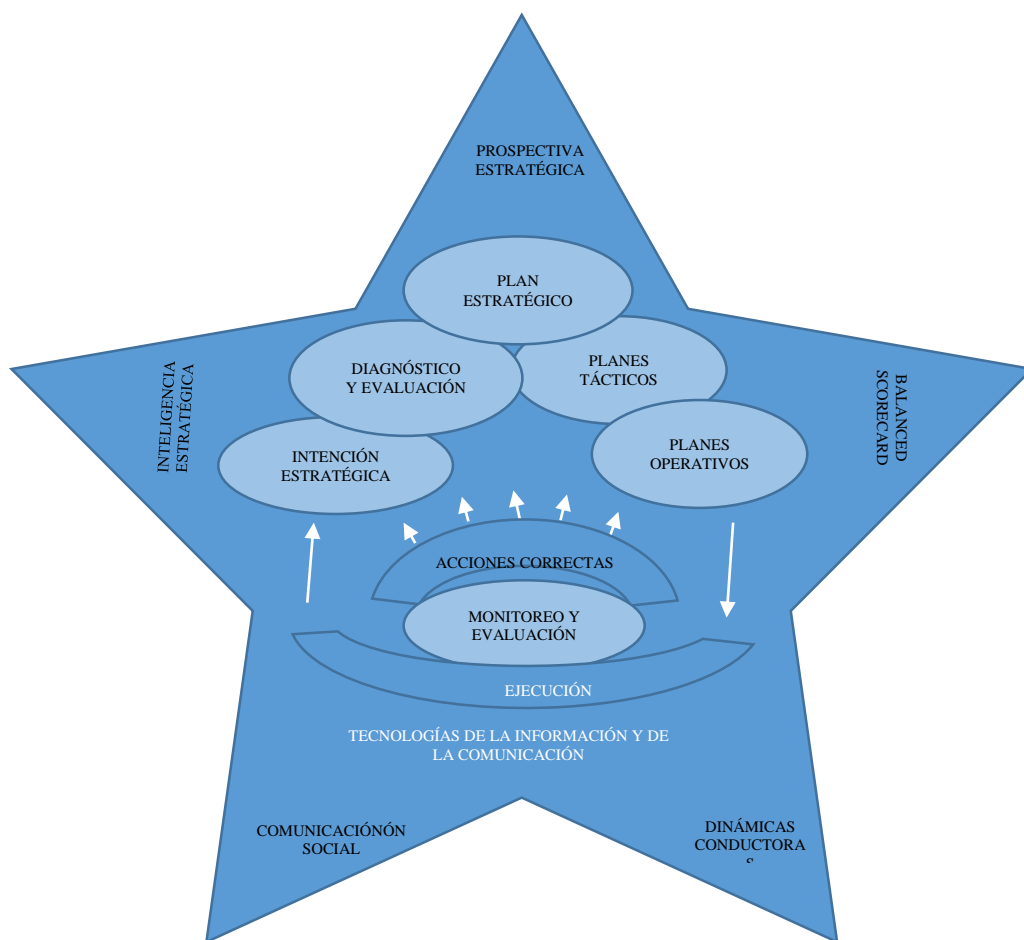 PROSPECTIVA
ESTRATÉGICA
PLAN
ESTRATÉGICO
DIAGNÓSTICO
Y EVALUACIÓN
PLANES
TÁCTICOS
INTELIGENCIA
ESTRATÉGICA
BALANCED
SCORECARD
INTENCIÓN
ESTRATÉGICA
PLANES
OPERATIVOS
ACCIONES CORRECTAS
MONITOREO Y
EVALUACIÓN
EJECUCIÓN
TECNOLOGÍAS DE LA INFORMACIÓN Y DE
LA COMUNICACIÓN
COMUNICACIÓNÓN
SOCIAL
DINÁMICAS
CONDUCTORA
S